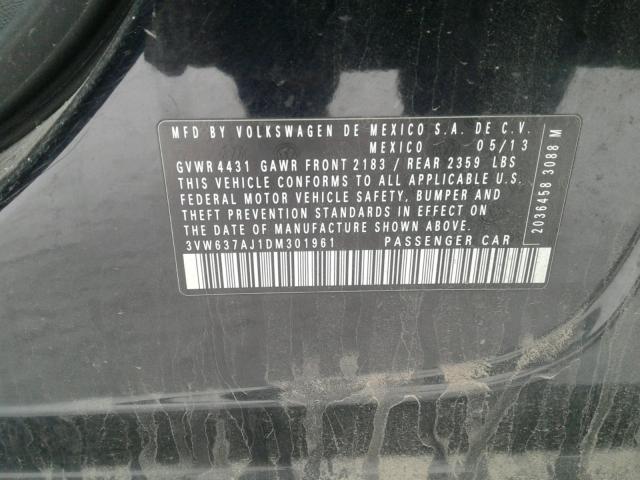 MFD BY VOLKSWAGEN DE MEXICO S.A. DE C.V.
MEXICO 05/13
GVWR 4431 GAWR FRONT 2183 / REAR 2359 LBS
THIS VEHICLE CONFORMS TO ALL APPLICABLE U.S.
FEDERAL MOTOR VEHICLE SAFETY, BUMPER AND
THEFT PREVENTION STANDARDS IN EFFECT ON
THE DATE OF MANUFACTURE SHOWN ABOVE.
3VW637AJ1DM301961 PASSENGER CAR
2036458 3088 M